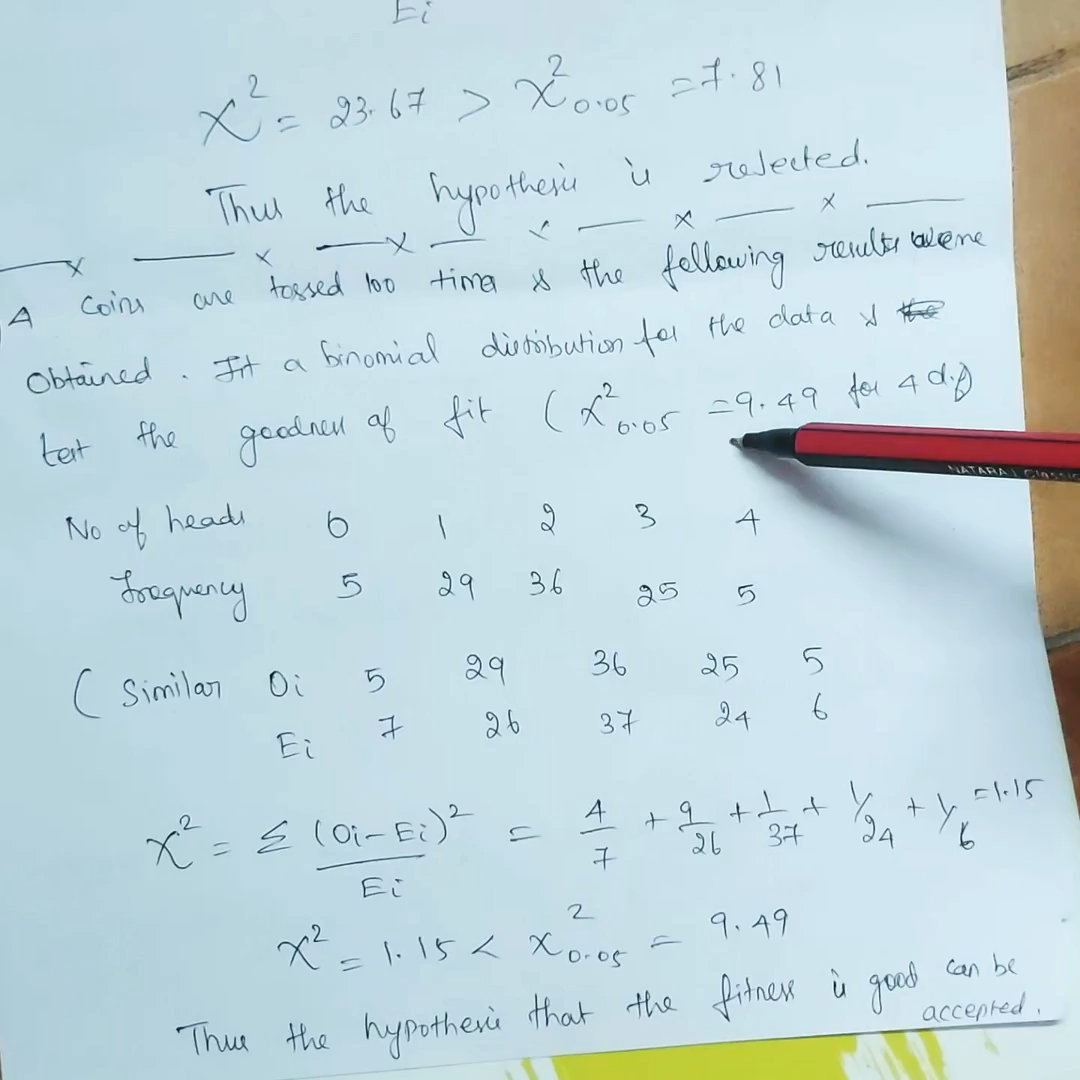 Ei
χ² = 23.67 > χ²0.05 = 7.81
Thus the hypothesis is rejected.
x x x x x
4 coins are tossed 100 times & the following results were
obtained. Fit a binomial distribution for the data & the
test the goodness of fit (χ²0.05 = 9.49 for 4 d.f)
No of heads 0 1 2 3 4
Frequency 5 29 36 25 5
(Similar Oi 5 29 36 25 5
Ei 7 26 37 24 6
χ² = Σ (Oi-Ei)²/Ei = 4/7 + 9/26 + 1/37 + 1/24 + 1/6 = 1.15
χ² = 1.15 < χ²0.05 = 9.49
Thus the hypothesis that the fitness is good can be
accepted.
NATARAJ Classic